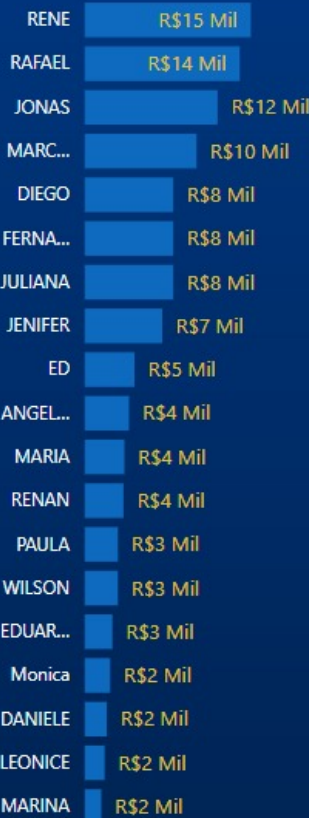 RENE R$15 Mil
RAFAEL R$14 Mil
JONAS R$12 Mil
MARC... R$10 Mil
DIEGO R$8 Mil
FERNA... R$8 Mil
JULIANA R$8 Mil
JENIFER R$7 Mil
ED R$5 Mil
ANGEL... R$4 Mil
MARIA R$4 Mil
RENAN R$4 Mil
PAULA R$3 Mil
WILSON R$3 Mil
EDUAR... R$3 Mil
Monica R$2 Mil
DANIELE R$2 Mil
LEONICE R$2 Mil
MARINA R$2 Mil